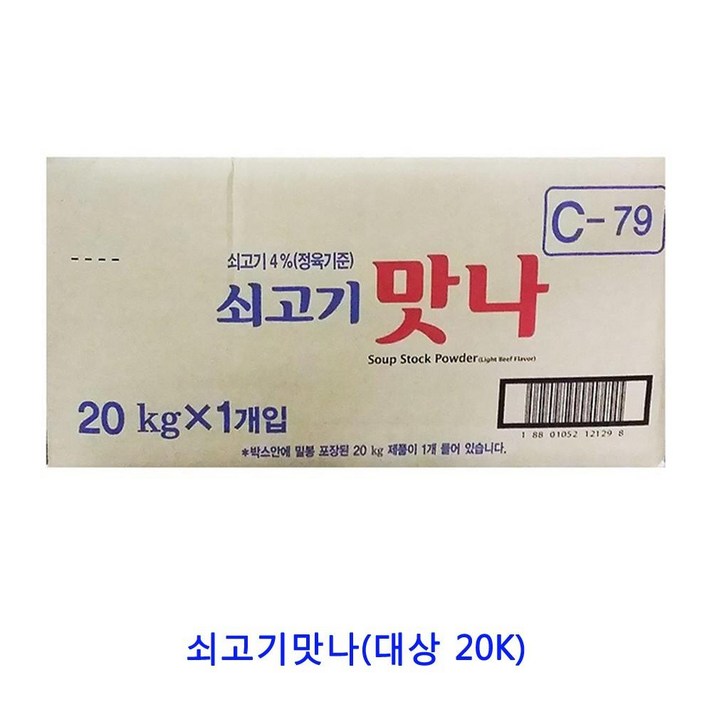 C-79
쇠고기 4%(정육기준)
쇠고기 맛나
Soup Stock Powder(Light Beef Flavor)
20 kg×1개입
1 88 01052 12129 8
*박스안에 밀봉 포장된 20 kg 제품이 1개 들어 있습니다.
쇠고기맛나(대상 20K)